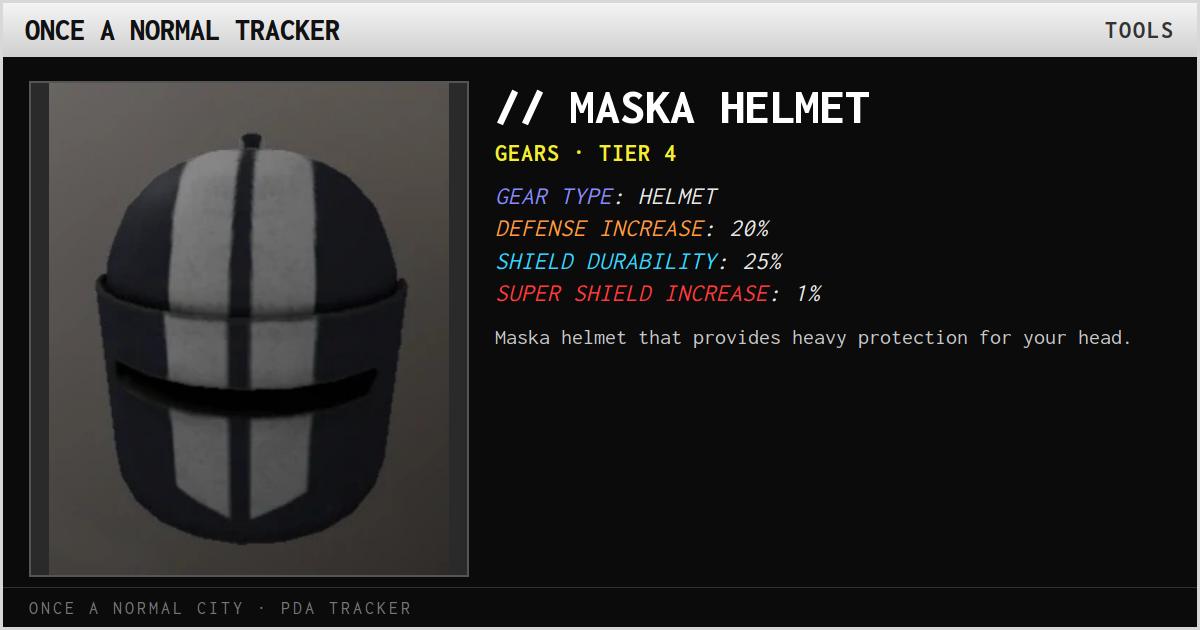 ONCE A NORMAL TRACKER
TOOLS
// MASKA HELMET
GEARS · TIER 4
GEAR TYPE: HELMET
DEFENSE INCREASE: 20%
SHIELD DURABILITY: 25%
SUPER SHIELD INCREASE: 1%
Maska helmet that provides heavy protection for your head.
ONCE A NORMAL CITY · PDA TRACKER